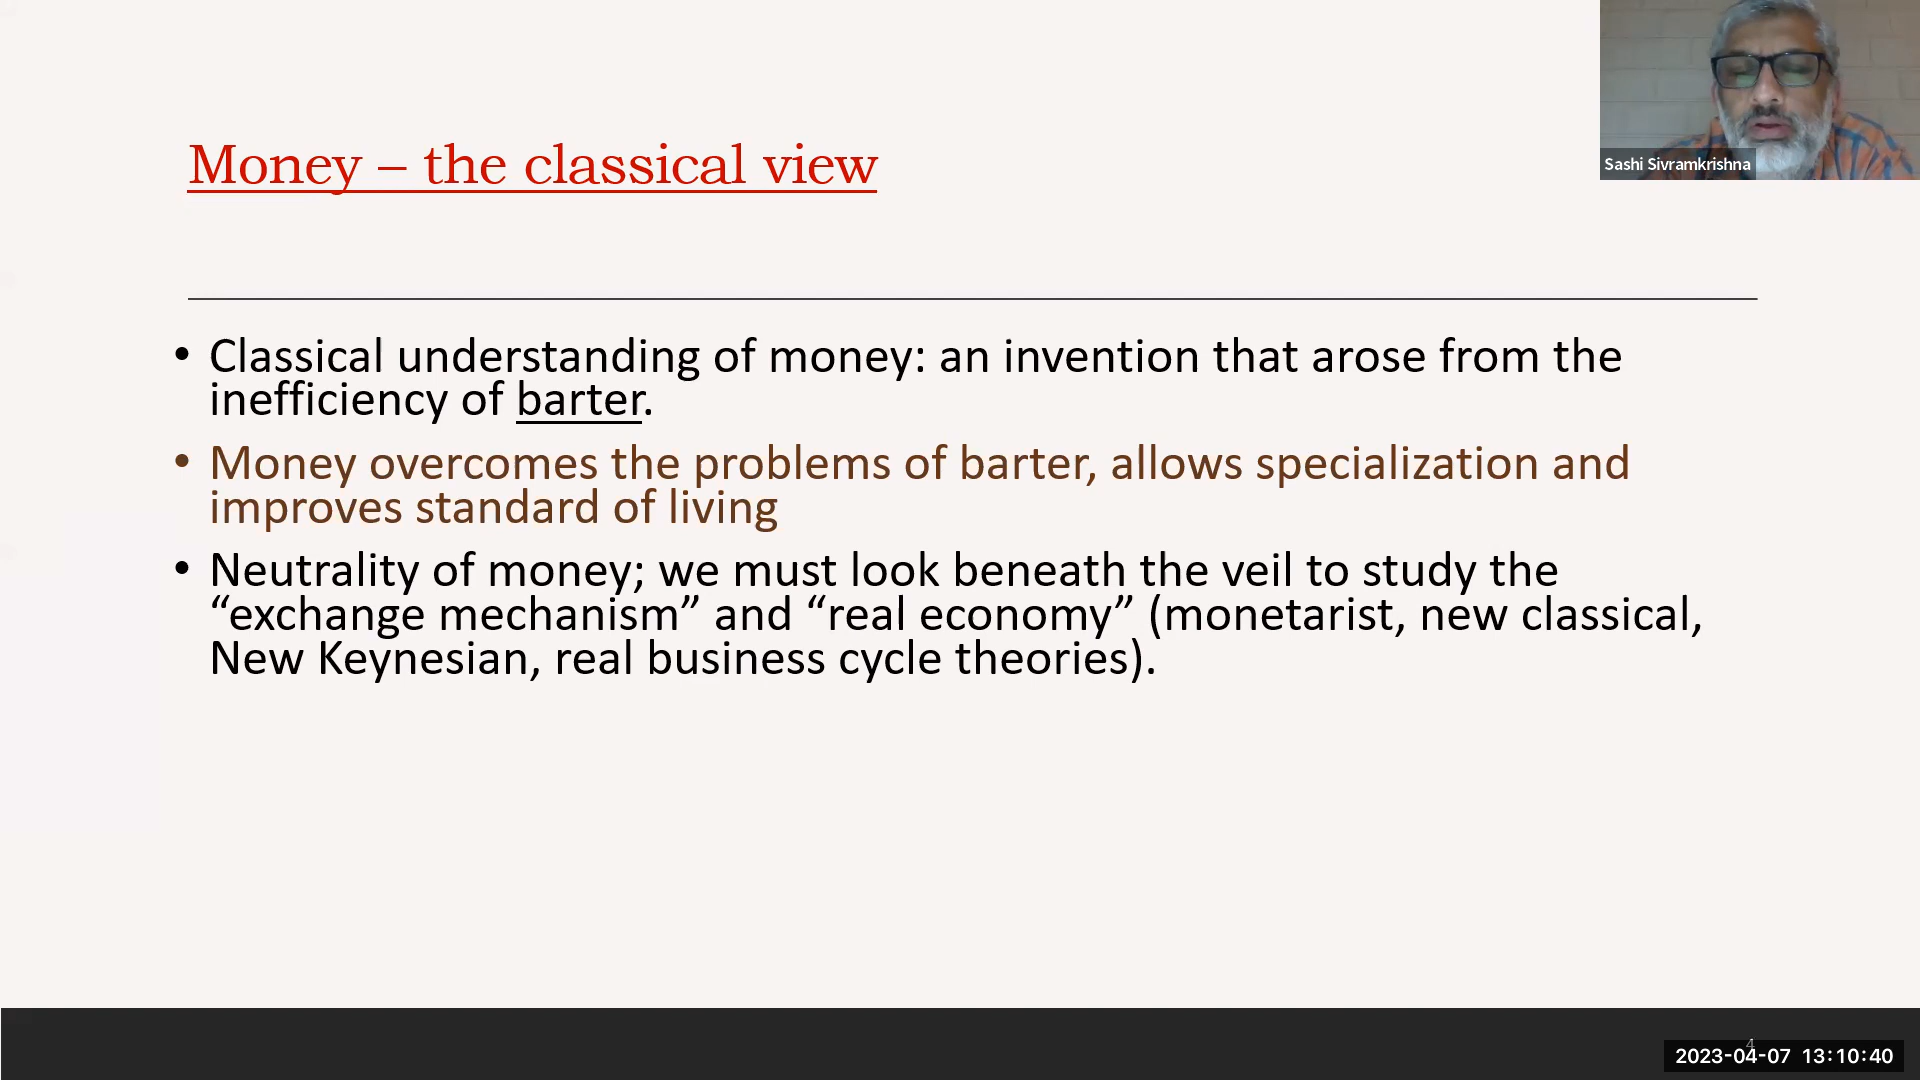 Money – the classical view
Sashi Sivramkrishna
• Classical understanding of money: an invention that arose from the
inefficiency of barter.
• Money overcomes the problems of barter, allows specialization and
improves standard of living
• Neutrality of money; we must look beneath the veil to study the
“exchange mechanism” and “real economy” (monetarist, new classical,
New Keynesian, real business cycle theories).
4
2023-04-07 13:10:40